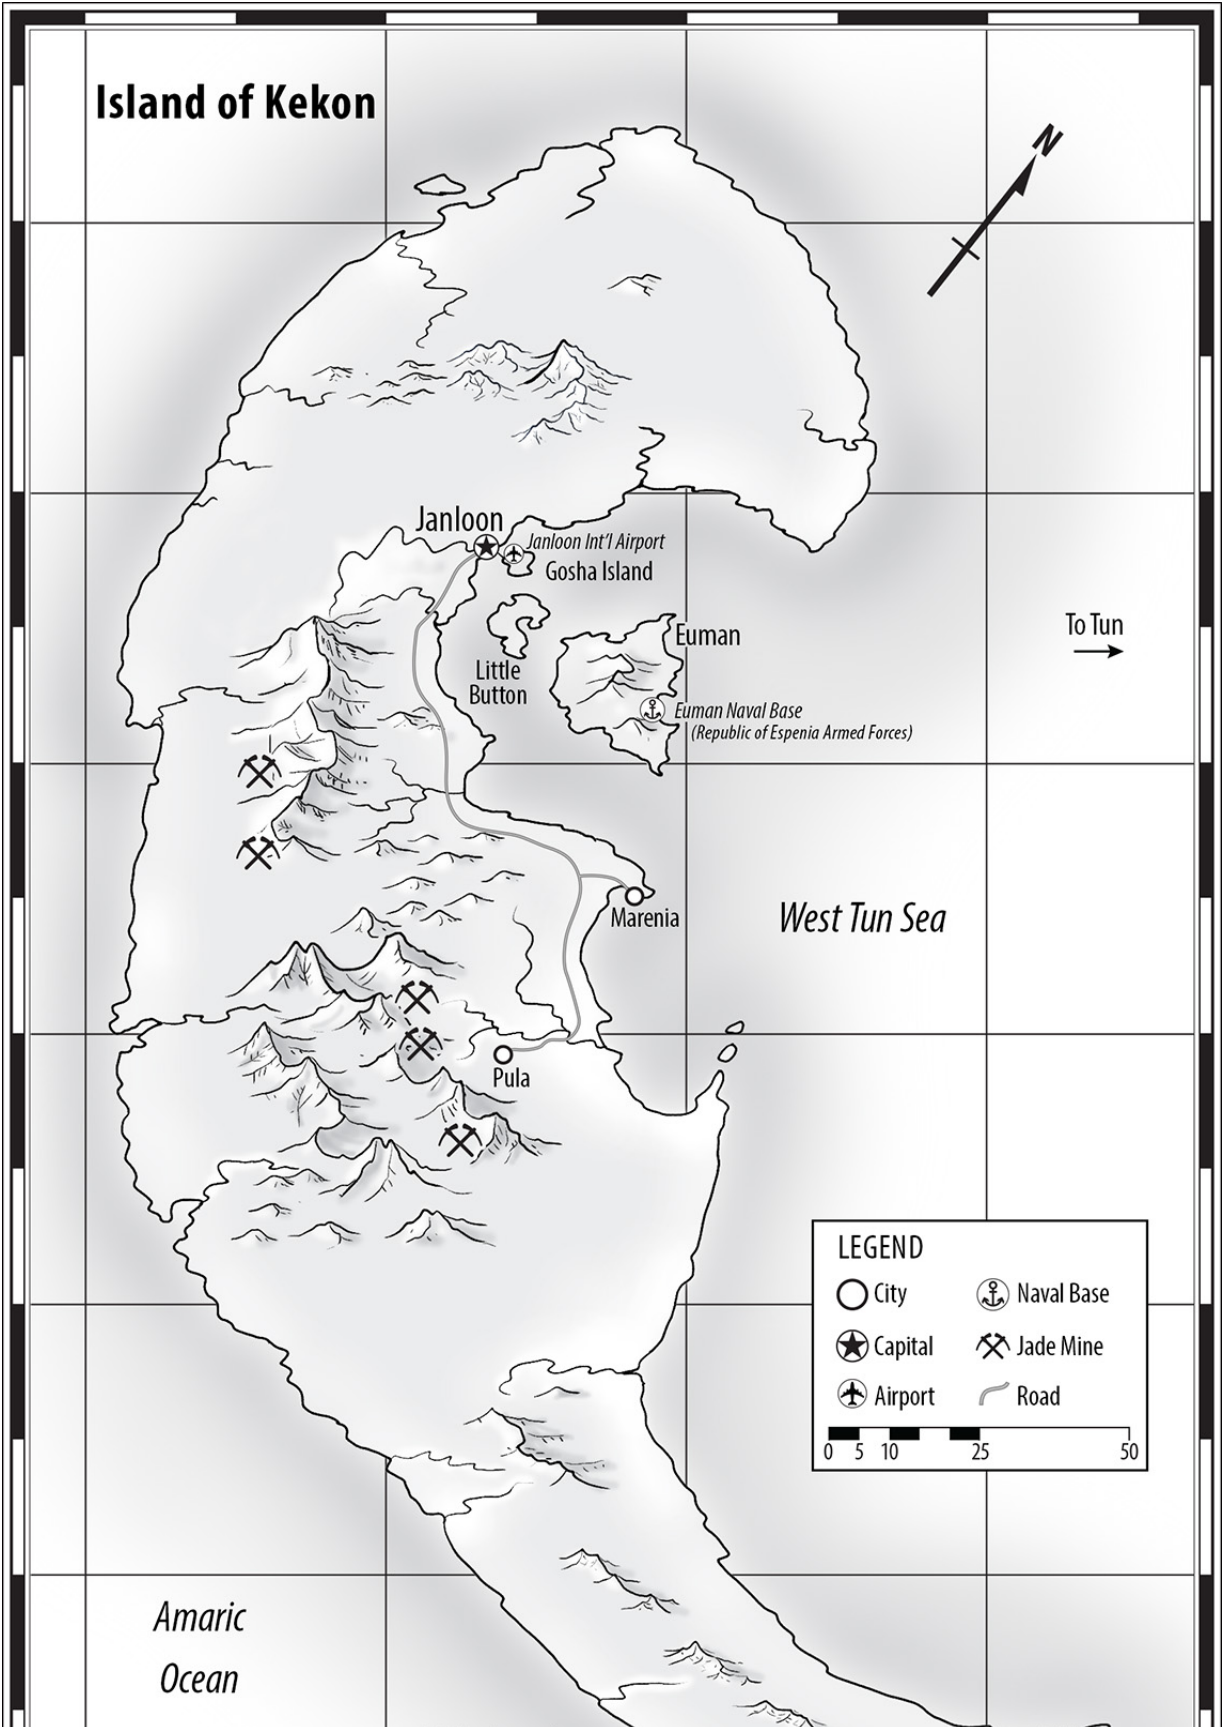 Island of Kekon
N
Janloon
Janloon Int'l Airport
Gosha Island
Euman
To Tun
Little
Button
Euman Naval Base
(Republic of Espenia Armed Forces)
Marenia
West Tun Sea
Pula
LEGEND
City
Naval Base
Capital
Jade Mine
Airport
Road
0 5 10 25 50
Amaric
Ocean